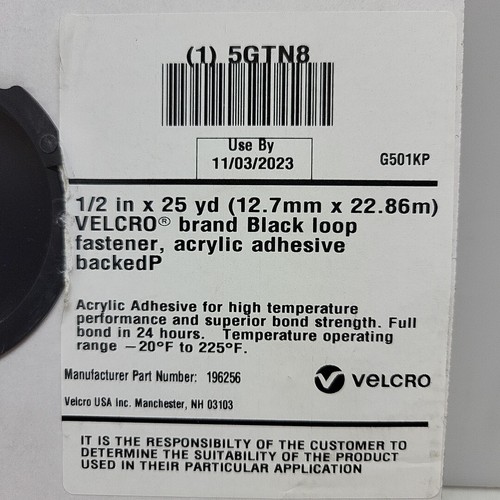 (1) 5GTN8
Use By
11/03/2023
G501KP
1/2 in x 25 yd (12.7mm x 22.86m)
VELCRO® brand Black loop
fastener, acrylic adhesive
backedP
Acrylic Adhesive for high temperature
performance and superior bond strength. Full
bond in 24 hours. Temperature operating
range −20°F to 225°F.
Manufacturer Part Number: 196256
VELCRO
Velcro USA Inc. Manchester, NH 03103
IT IS THE RESPONSIBILTY OF THE CUSTOMER TO
DETERMINE THE SUITABILITY OF THE PRODUCT
USED IN THEIR PARTICULAR APPLICATION